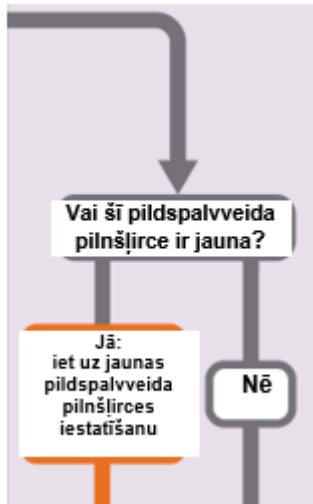 Vai šī pildspalvveida
pilnšļirce ir jauna?
Jā:
iet uz jaunas
pildspalvveida
pilnšļirces
iestatīšanu
Nē